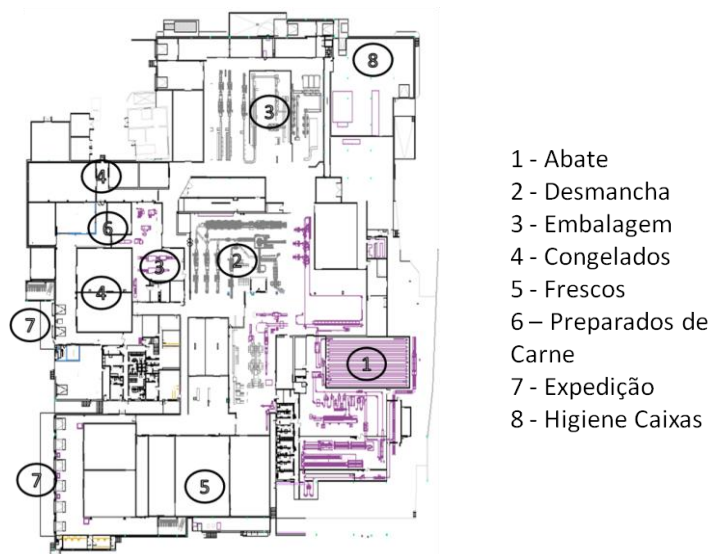 8
3
4
6
3
2
4
7
1
7
5
1 - Abate
2 - Desmancha
3 - Embalagem
4 - Congelados
5 - Frescos
6 – Preparados de
Carne
7 - Expedição
8 - Higiene Caixas